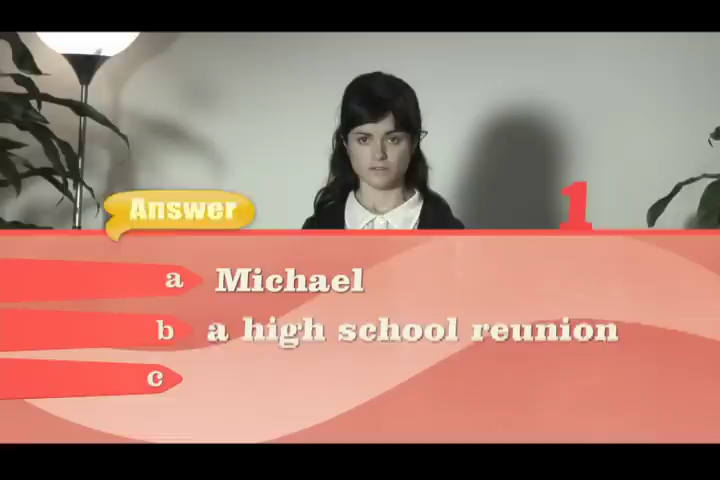 Answer
1
a Michael
b a high school reunion
c